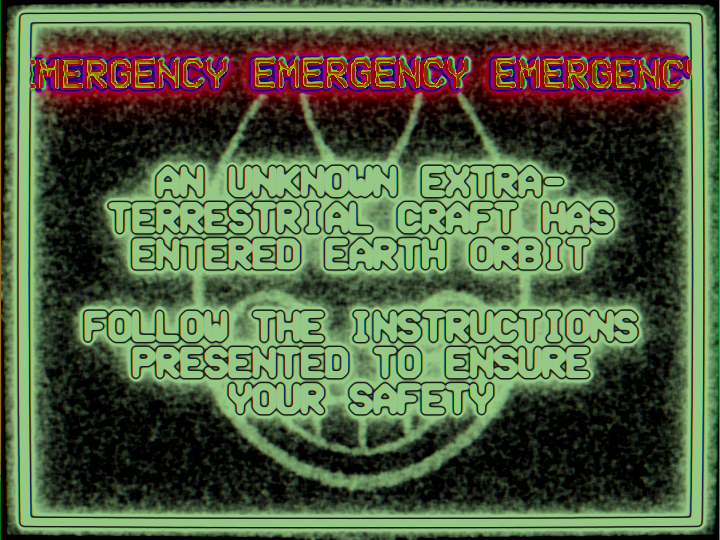 EMERGENCY EMERGENCY EMERGENCY
AN UNKNOWN EXTRA-
TERRESTRIAL CRAFT HAS
ENTERED EARTH ORBIT
FOLLOW THE INSTRUCTIONS
PRESENTED TO ENSURE
YOUR SAFETY